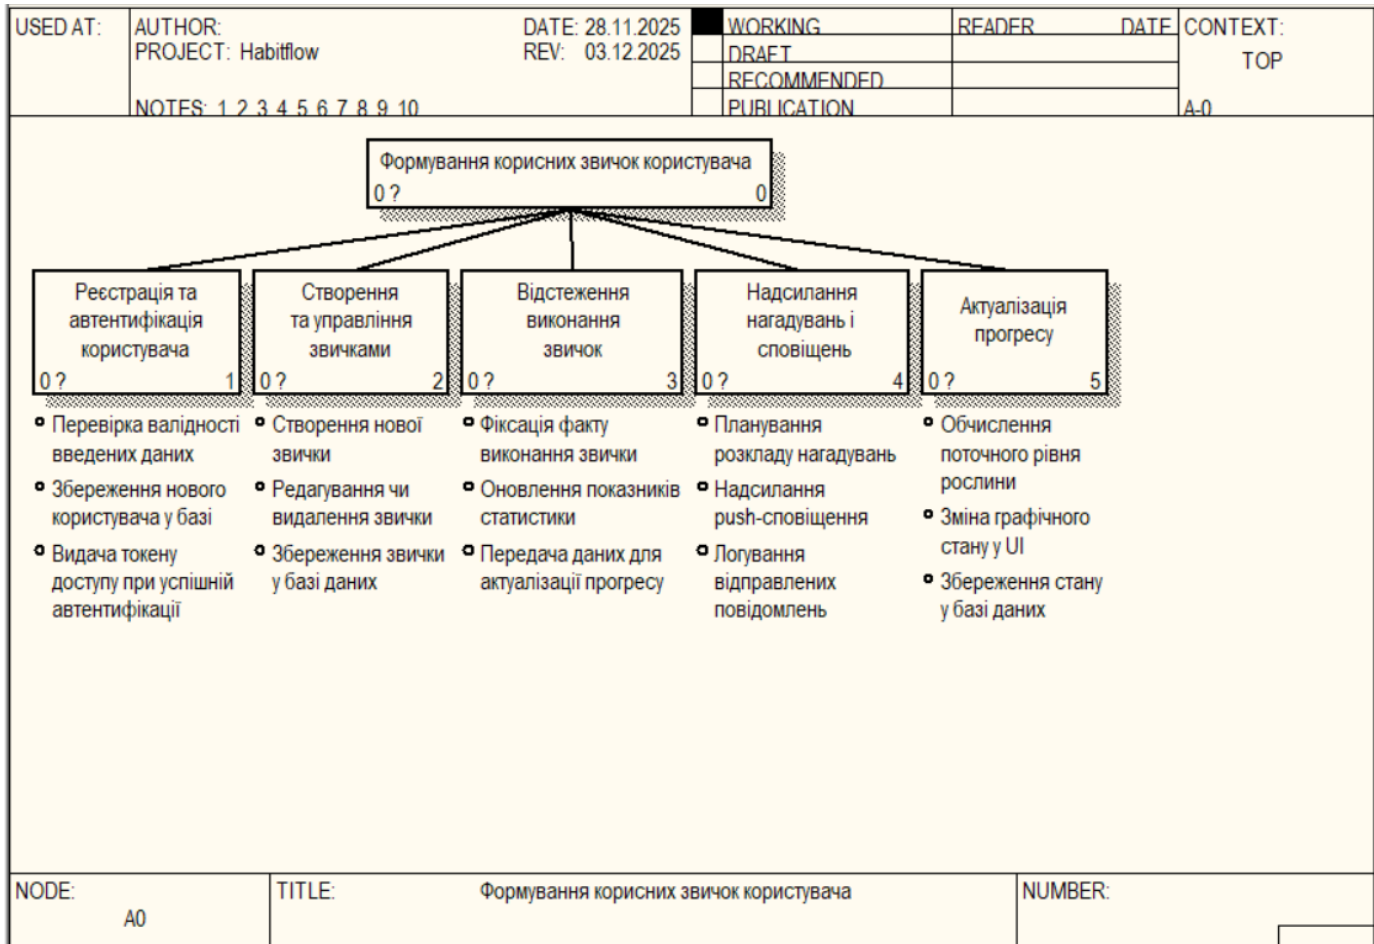 USED AT:
AUTHOR:
DATE: 28.11.2025
PROJECT: Habitflow
REV: 03.12.2025
NOTES: 1 2 3 4 5 6 7 8 9 10
WORKING
DRAFT
RECOMMENDED
PUBLICATION
READER
DATE
CONTEXT:
TOP
A-0
Формування корисних звичок користувача
0 ?
0
Реєстрація та
автентифікація
користувача
0 ?
1
Створення
та управління
звичками
0 ?
2
Відстеження
виконання
звичок
0 ?
3
Надсилання
нагадувань і
сповіщень
0 ?
4
Актуалізація
прогресу
0 ?
5
Перевірка валідності
введених даних
Збереження нового
користувача у базі
Видача токену
доступу при успішній
автентифікації
Створення нової
звички
Редагування чи
видалення звички
Збереження звички
у базі даних
Фіксація факту
виконання звички
Оновлення показників
статистики
Передача даних для
актуалізації прогресу
Планування
розкладу нагадувань
Надсилання
push-сповіщення
Логування
відправлених
повідомлень
Обчислення
поточного рівня
рослини
Зміна графічного
стану у UI
Збереження стану
у базі даних
NODE:
A0
TITLE:
Формування корисних звичок користувача
NUMBER: